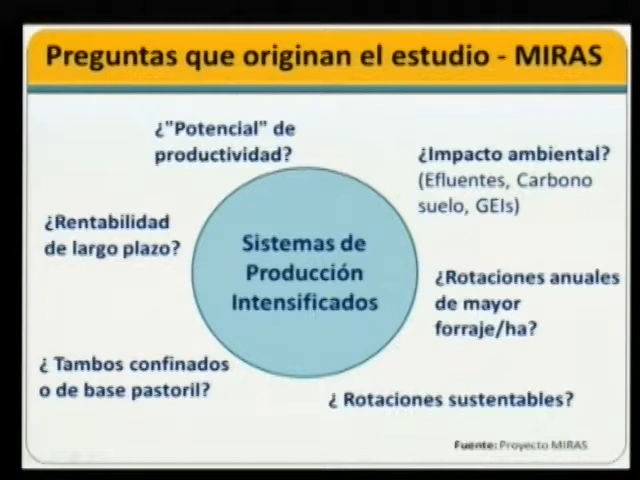 Preguntas que originan el estudio - MIRAS
¿"Potencial" de
productividad?
¿Impacto ambiental?
(Efluentes, Carbono
suelo, GEIs)
¿Rentabilidad
de largo plazo?
Sistemas de
Producción
Intensificados
¿Rotaciones anuales
de mayor
forraje/ha?
¿ Tambos confinados
o de base pastoril?
¿ Rotaciones sustentables?
Fuente: Proyecto MIRAS